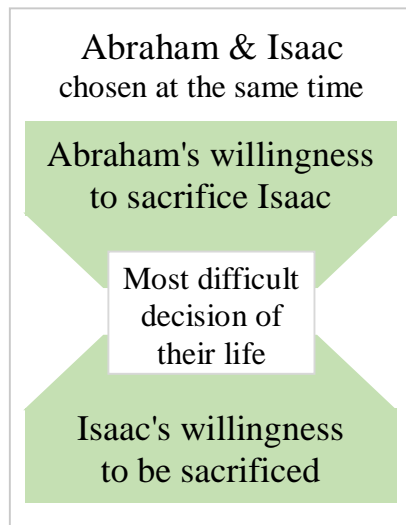 Abraham & Isaac
chosen at the same time
Abraham's willingness
to sacrifice Isaac
Most difficult
decision of
their life
Isaac's willingness
to be sacrificed